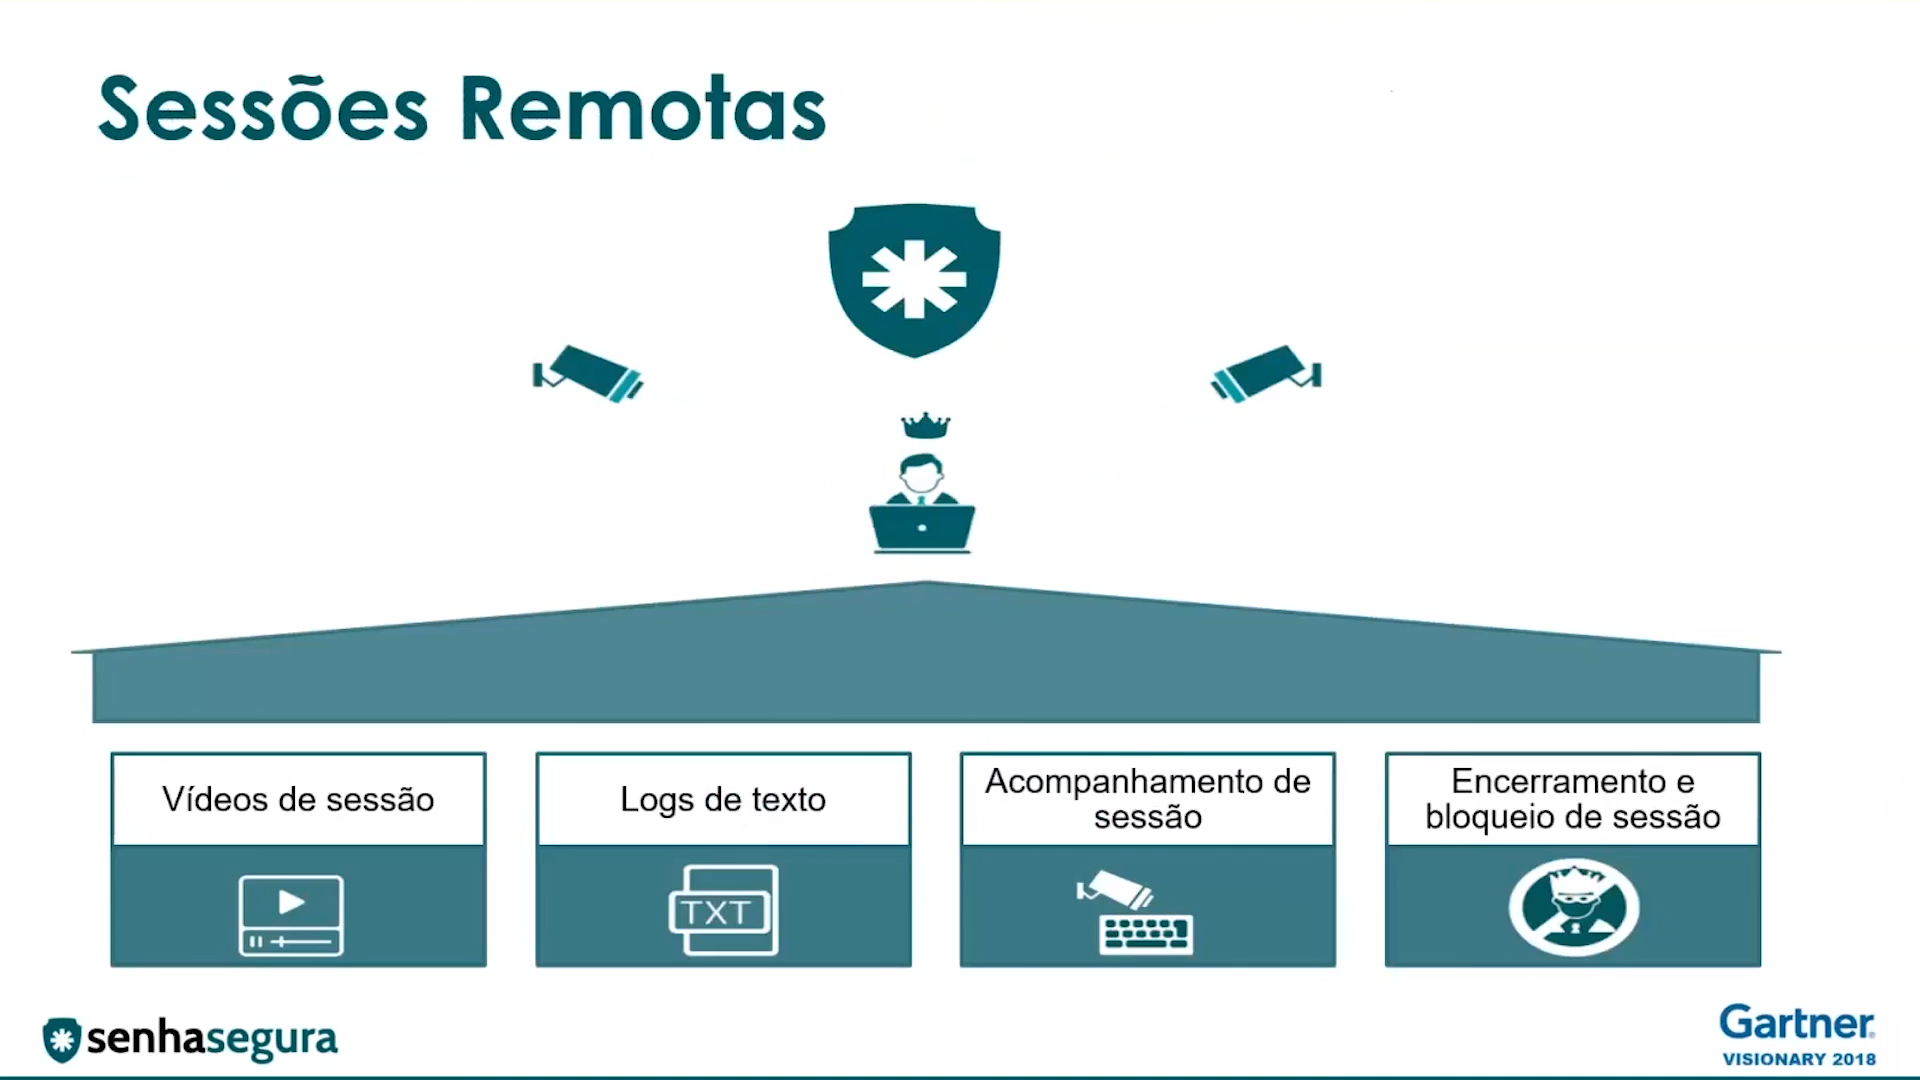 Sessões Remotas
Vídeos de sessão
Logs de texto
Acompanhamento de
sessão
Encerramento e
bloqueio de sessão
TXT
senhasegura
Gartner®
VISIONARY 2018